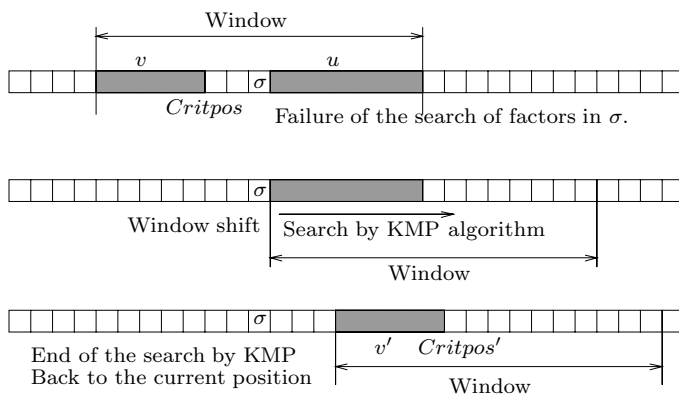 Window
v u
σ
Critpos
Failure of the search of factors in σ.
σ
Window shift
Search by KMP algorithm
Window
σ
End of the search by KMP
Back to the current position
v′ Critpos′
Window